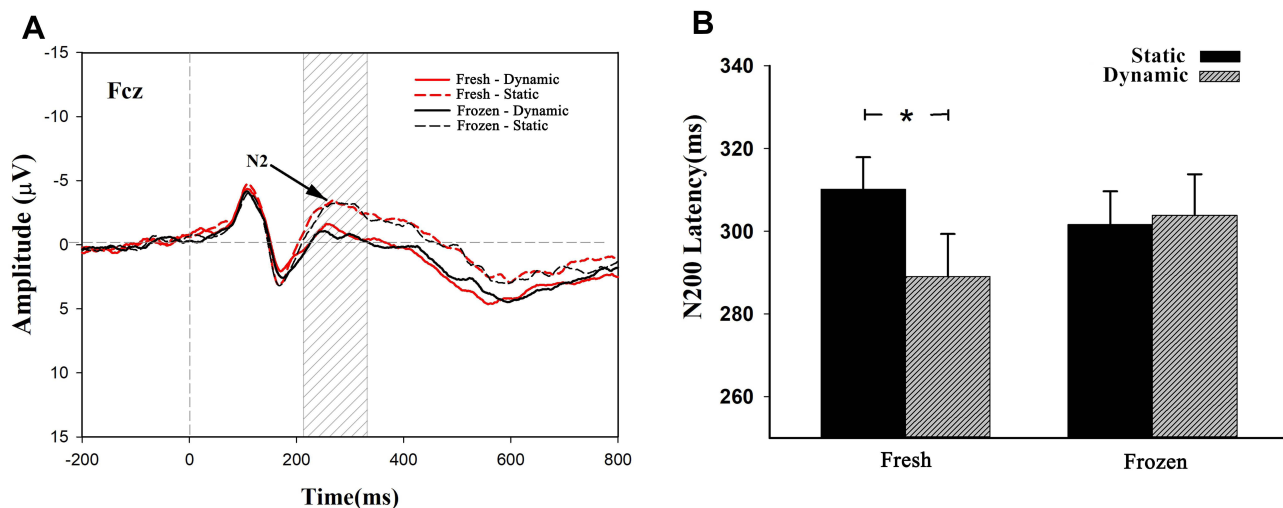 A
Amplitude (μV)
-15
-10
-5
0
5
10
15
Fcz
N2
Fresh - Dynamic
Fresh - Static
Frozen - Dynamic
Frozen - Static
-200
0
200
400
600
800
Time(ms)
B
N200 Latency(ms)
340
320
300
280
260
Static
Dynamic
*
Fresh
Frozen